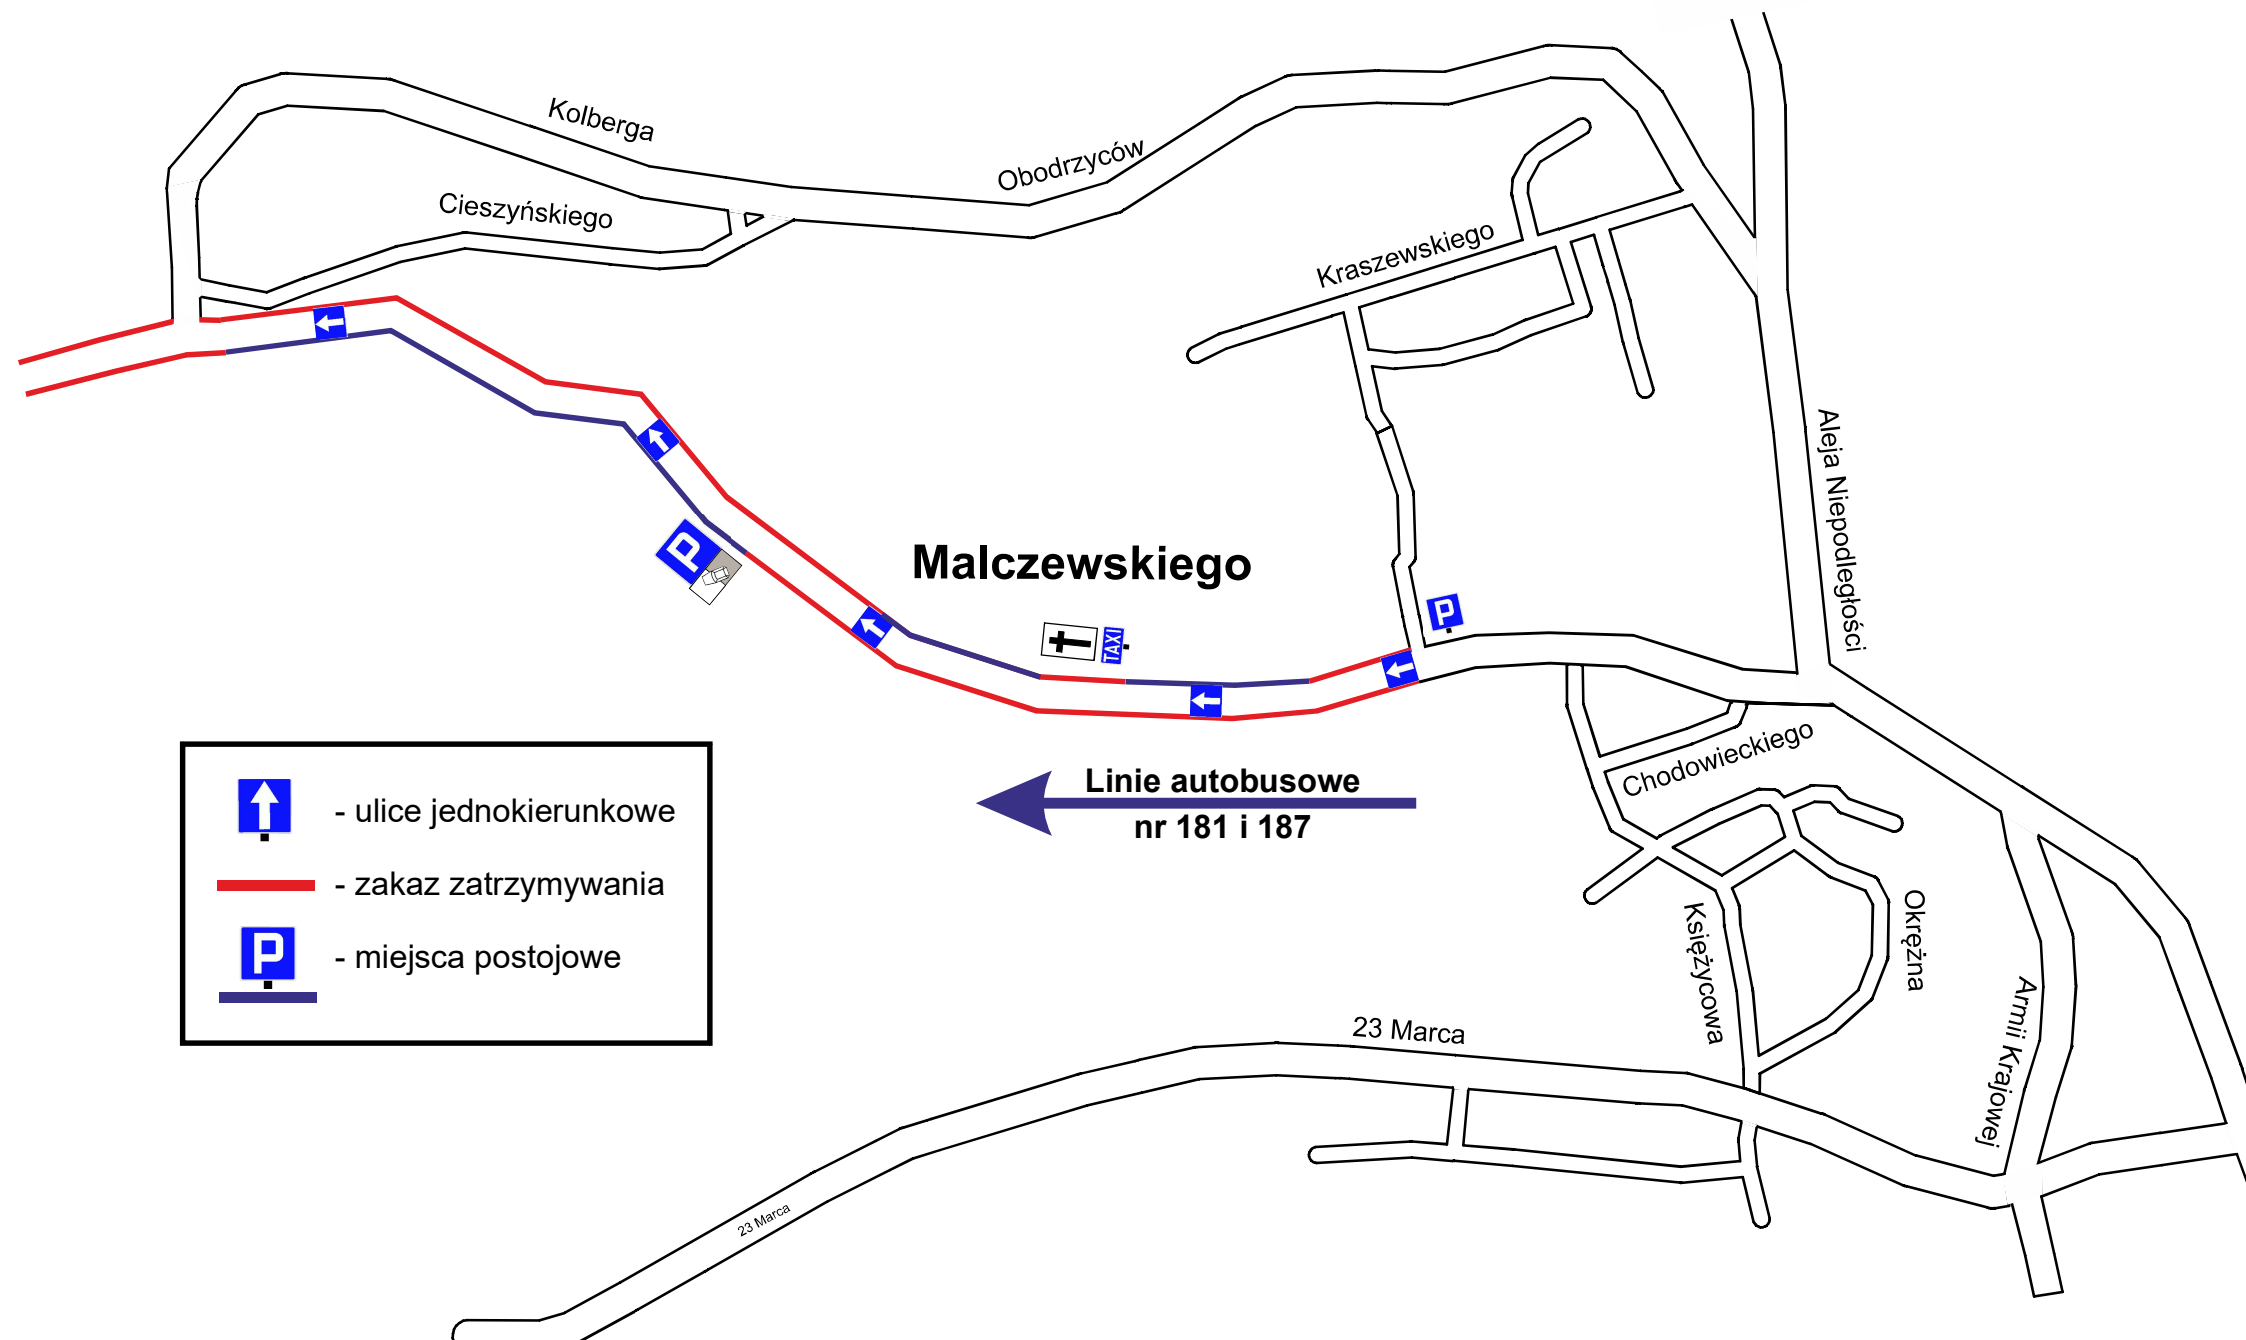 Kolberga
Obodrzyców
Cieszyńskiego
Kraszewskiego
Aleja Niepodległości
Malczewskiego
P
P
TAXI
Chodowieckiego
Linie autobusowe
nr 181 i 187
- ulice jednokierunkowe
- zakaz zatrzymywania
P
- miejsca postojowe
Księżycowa
Okrężna
Armii Krajowej
23 Marca
23 Marca